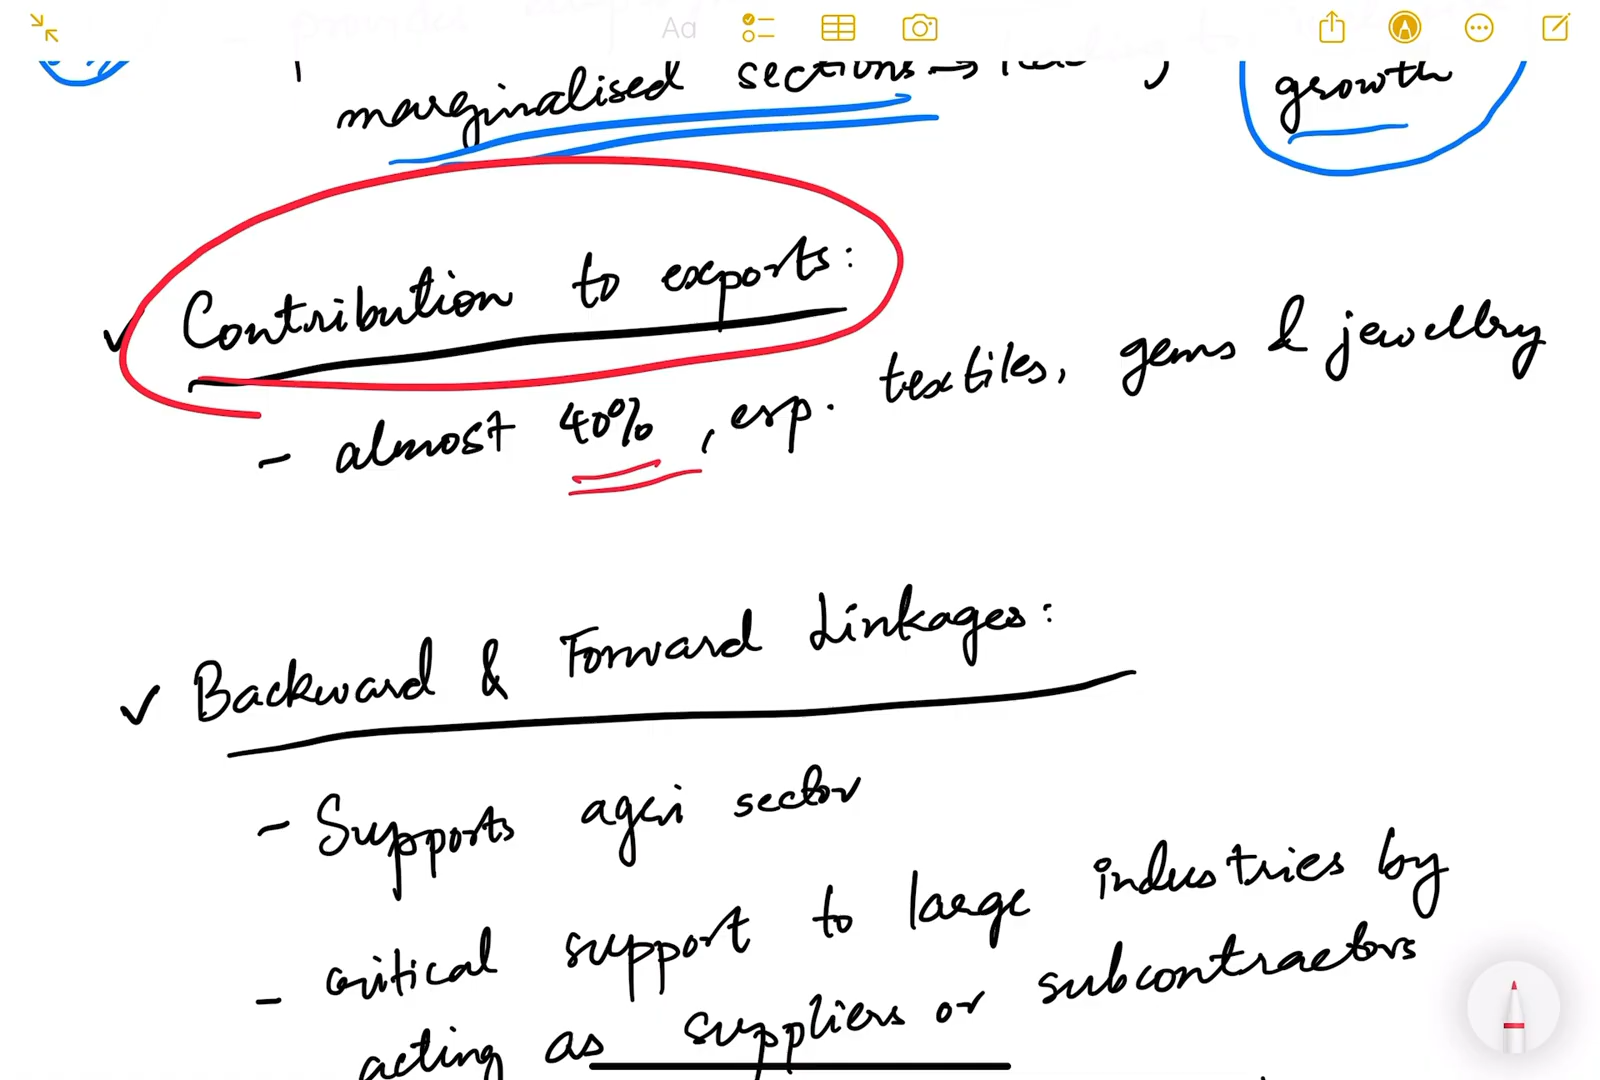 Aa
marginalised sections →
growth
✓ Contribution to exports:
- almost 40%, esp. textiles, gems & jewellery
✓ Backward & Forward Linkages:
- Supports agri sector
- critical support to large industries by
acting as suppliers or subcontractors